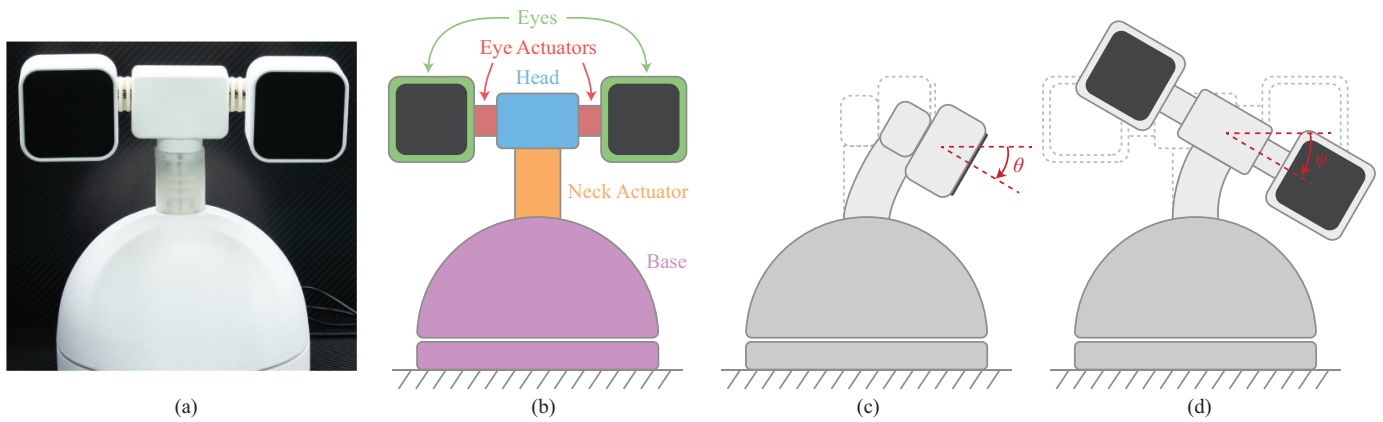 Eyes
Eye Actuators
Head
Neck Actuator
Base
θ
ψ
(a)
(b)
(c)
(d)